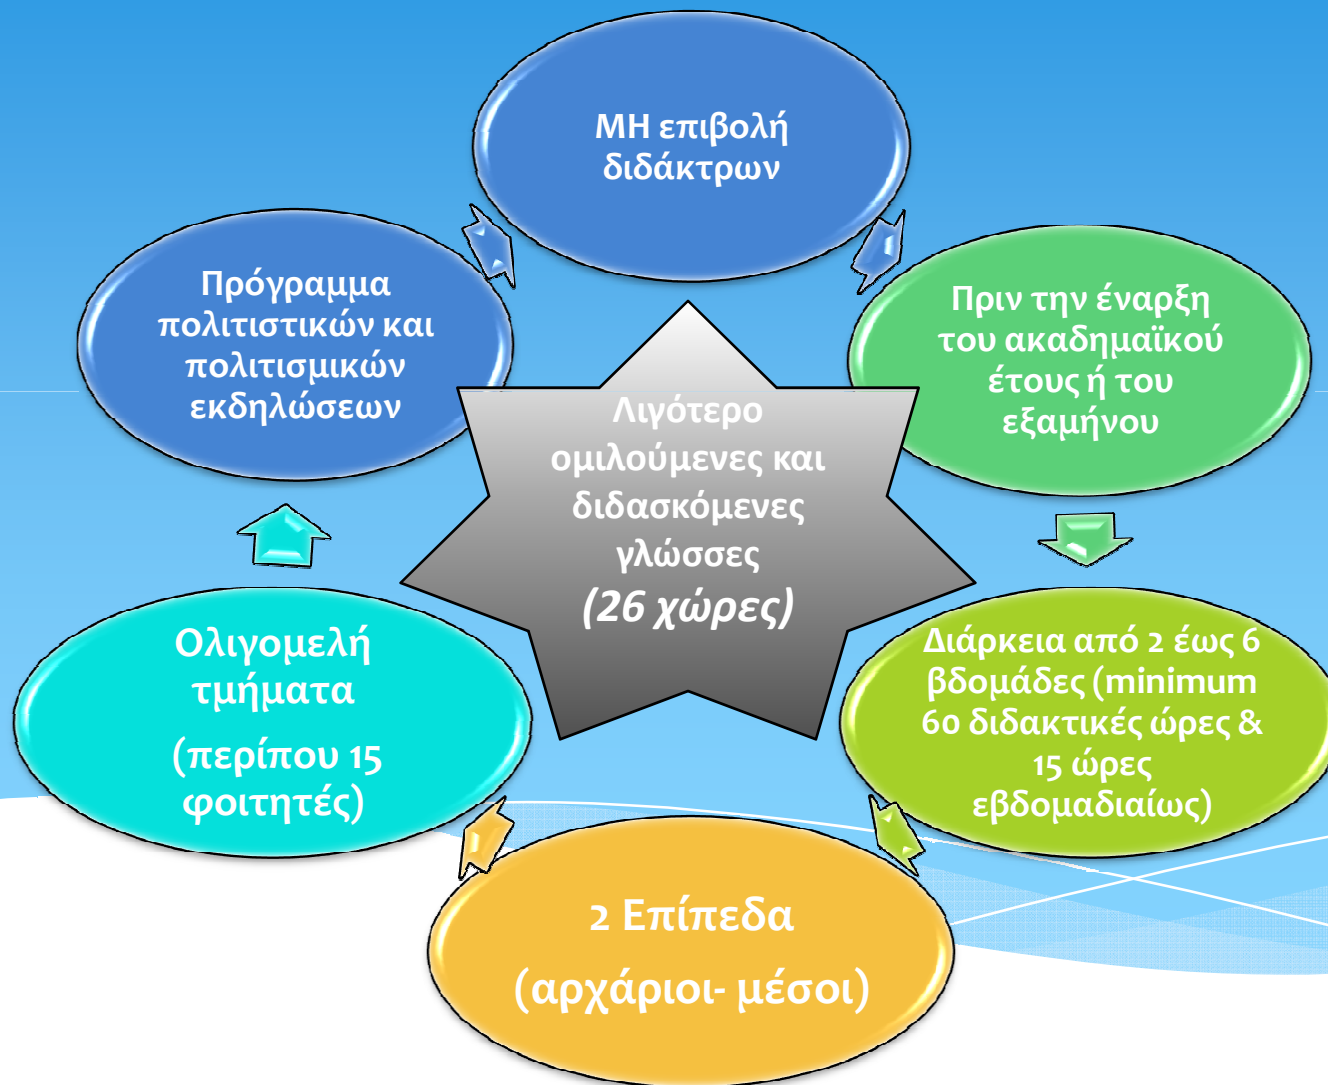 ΜΗ επιβολή
διδάκτρων
Πριν την έναρξη
του ακαδημαϊκού
έτους ή του
εξαμήνου
Διάρκεια από 2 έως 6
βδομάδες (minimum
60 διδακτικές ώρες &
15 ώρες
εβδομαδιαίως)
2 Επίπεδα
(αρχάριοι- μέσοι)
Ολιγομελή
τμήματα
(περίπου 15
φοιτητές)
Πρόγραμμα
πολιτιστικών και
πολιτισμικών
εκδηλώσεων
Λιγότερο
ομιλούμενες και
διδασκόμενες
γλώσσες
(26 χώρες)